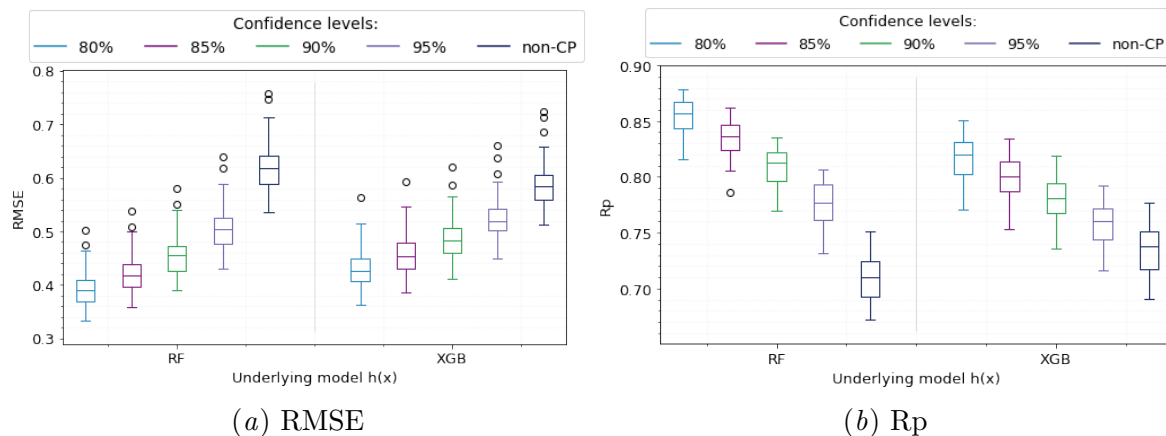 Confidence levels:
80% 85% 90% 95% non-CP
0.8
0.7
0.6
0.5
0.4
0.3
RMSE
RF XGB
Underlying model h(x)
(a) RMSE
Confidence levels:
80% 85% 90% 95% non-CP
0.90
0.85
0.80
0.75
0.70
Rp
RF XGB
Underlying model h(x)
(b) Rp